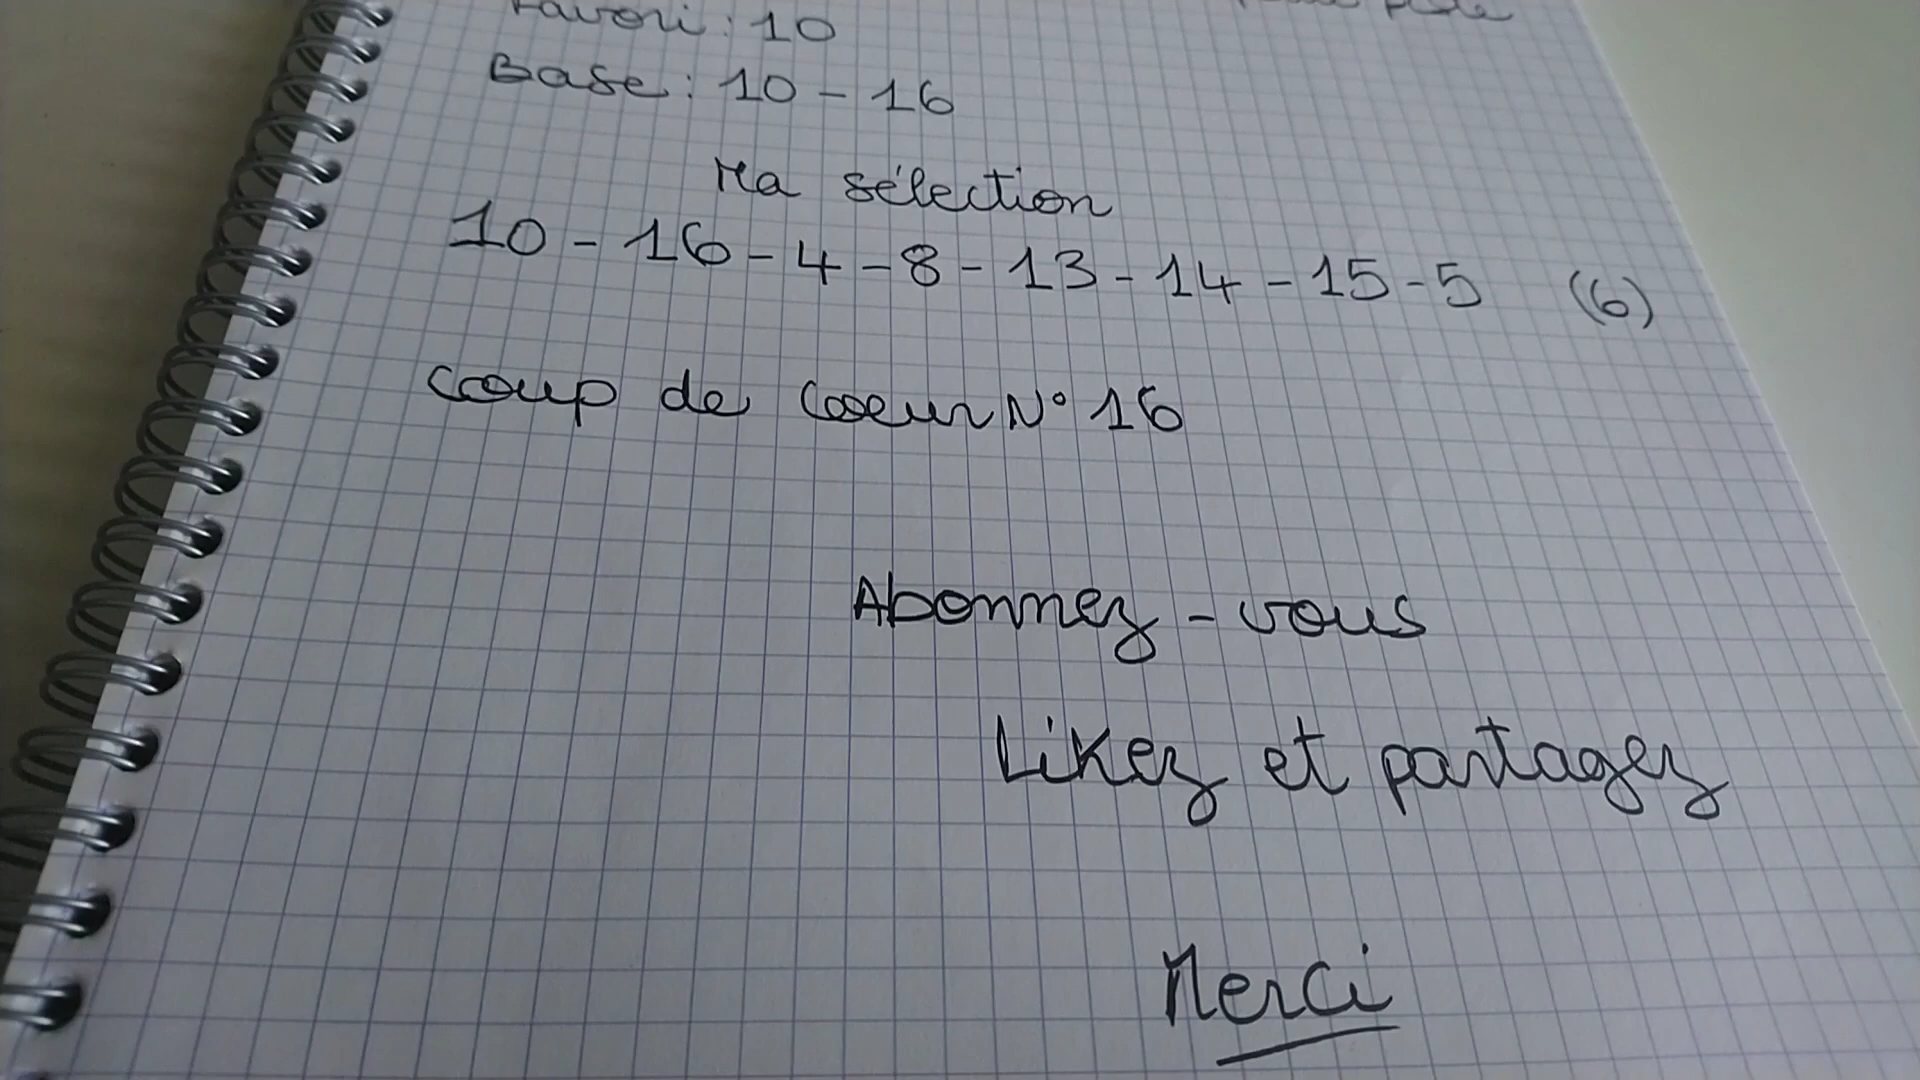 Favori : 10
Base : 10 - 16
Ma sélection
10 - 16 - 4 - 8 - 13 - 14 - 15 - 5 (6)
Coup de Coeur N° 16
Abonnez - vous
Likez et partagez
Merci